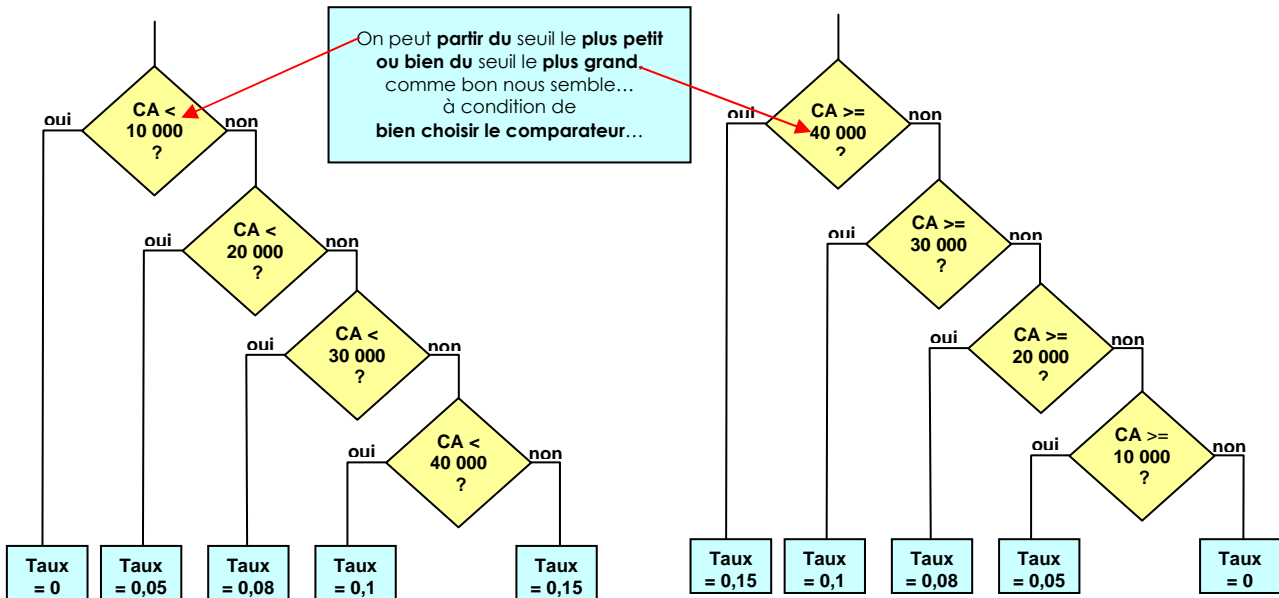 On peut partir du seuil le plus petit
ou bien du seuil le plus grand,
comme bon nous semble…
à condition de
bien choisir le comparateur…
CA <
10 000
?
oui
non
CA <
20 000
?
oui
non
CA <
30 000
?
oui
non
CA <
40 000
?
oui
non
Taux
= 0
Taux
= 0,05
Taux
= 0,08
Taux
= 0,1
Taux
= 0,15
CA >=
40 000
?
oui
non
CA >=
30 000
?
oui
non
CA >=
20 000
?
oui
non
CA >=
10 000
?
oui
non
Taux
= 0,15
Taux
= 0,1
Taux
= 0,08
Taux
= 0,05
Taux
= 0